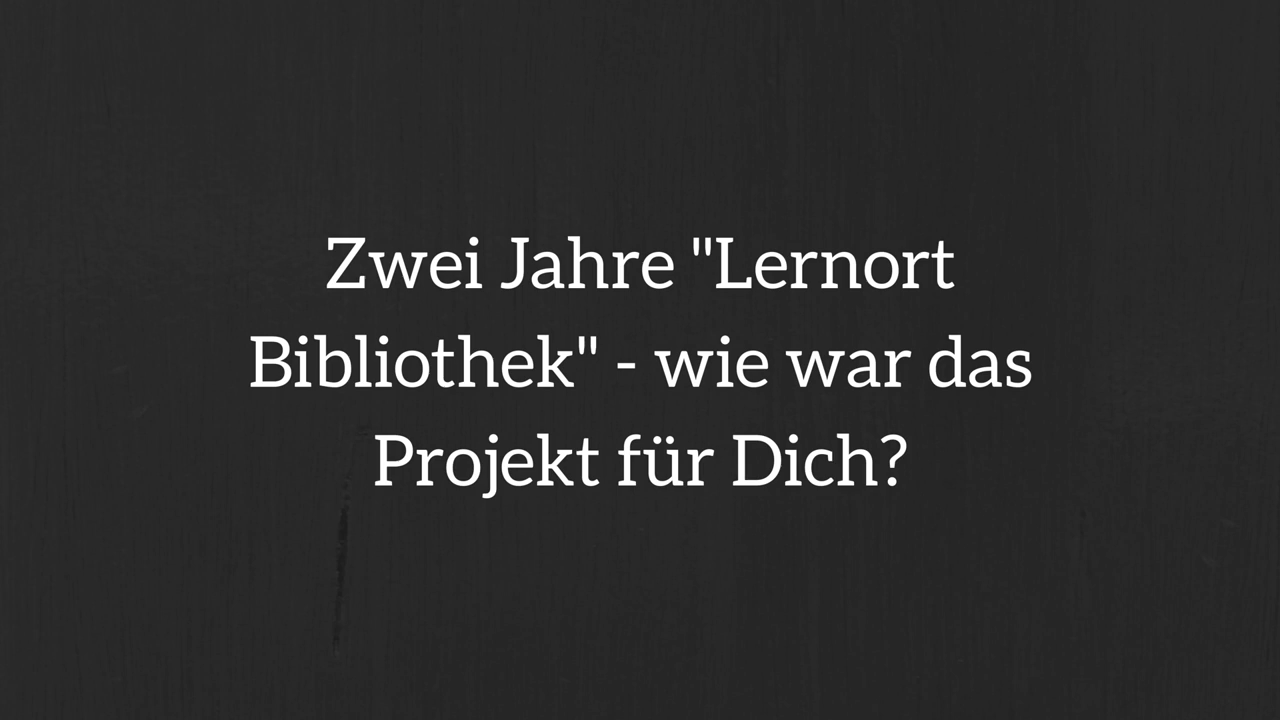 Zwei Jahre "Lernort
Bibliothek" - wie war das
Projekt für Dich?